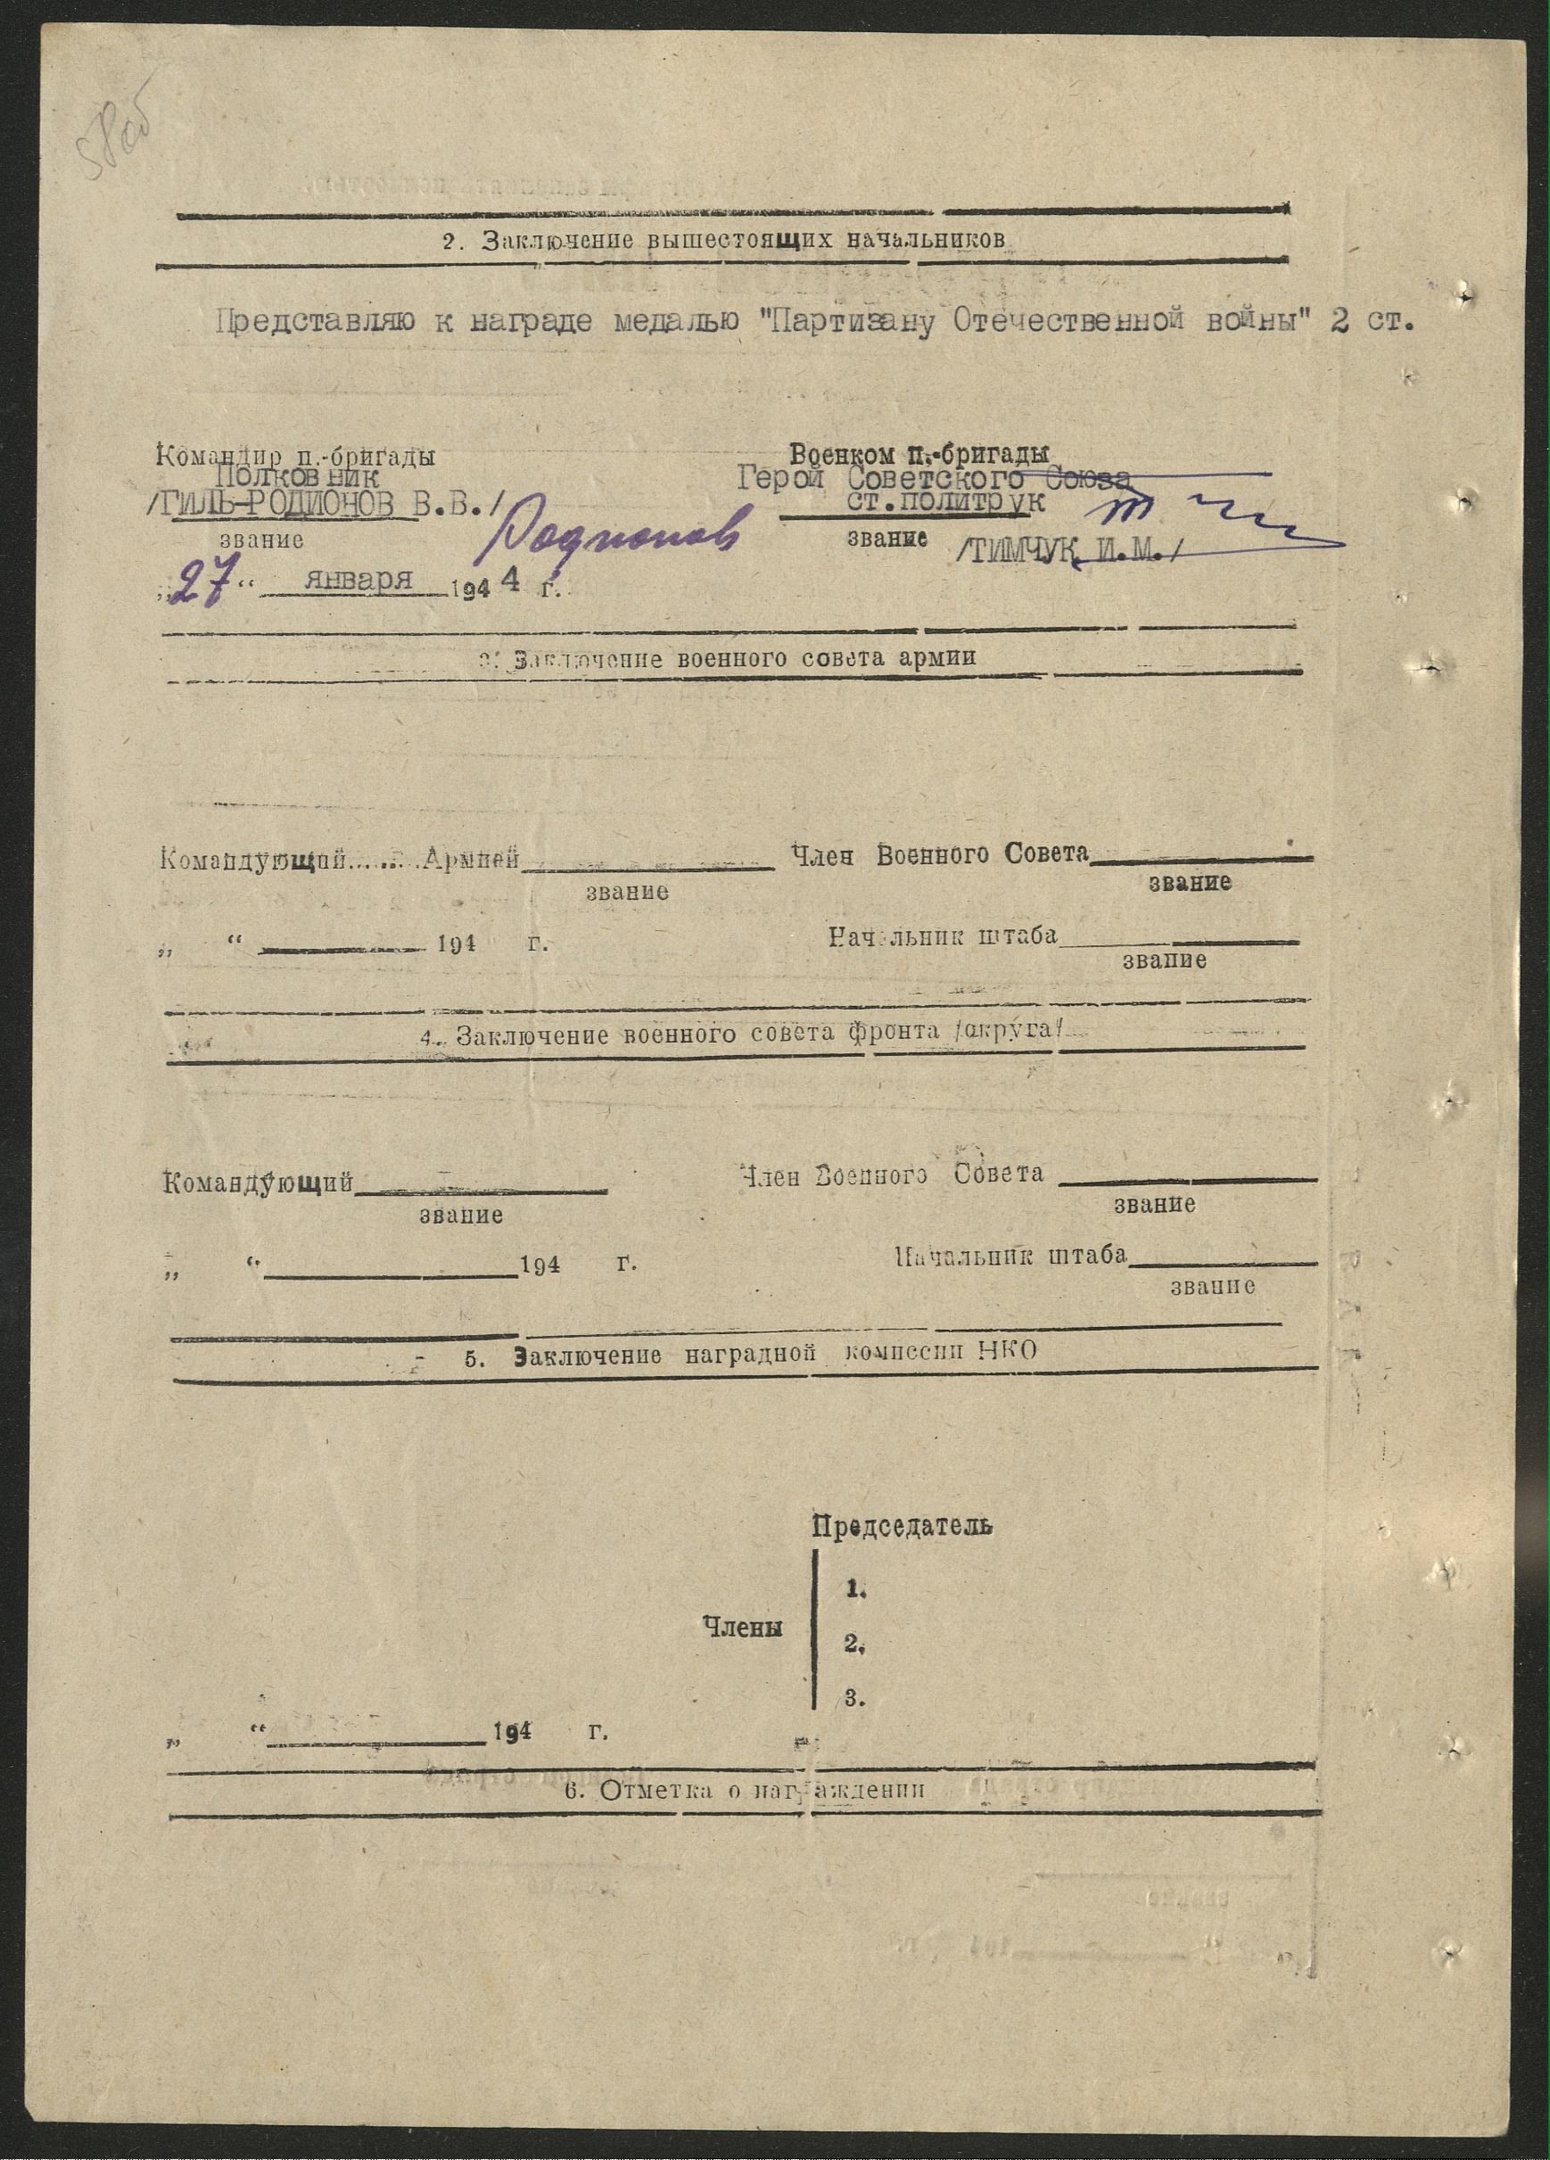 58об
2. Заключение вышестоящих начальников
Представляю к награде медалью "Партизану Отечественной войны" 2 ст.
Командир п.-бригады
Полковник
/ГИЛЬ-РОДИОНОВ В.В./ Родионов
звание
„27“ января 1944 г.
Военком п.-бригады
Герой Советского Союза
ст.политрук
звание /ТИМЧУК И.М./
3. Заключение военного совета армии
Командующий...... Армией
звание
Член Военного Совета
звание
„ “ 194 г.
Начальник штаба
звание
4. Заключение военного совета фронта /округа/
Командующий
звание
Член Военного Совета
звание
„ “ 194 г.
Начальник штаба
звание
5. Заключение наградной комиссии НКО
Председатель
Члены
1.
2.
3.
„ “ 194 г.
6. Отметка о награждении